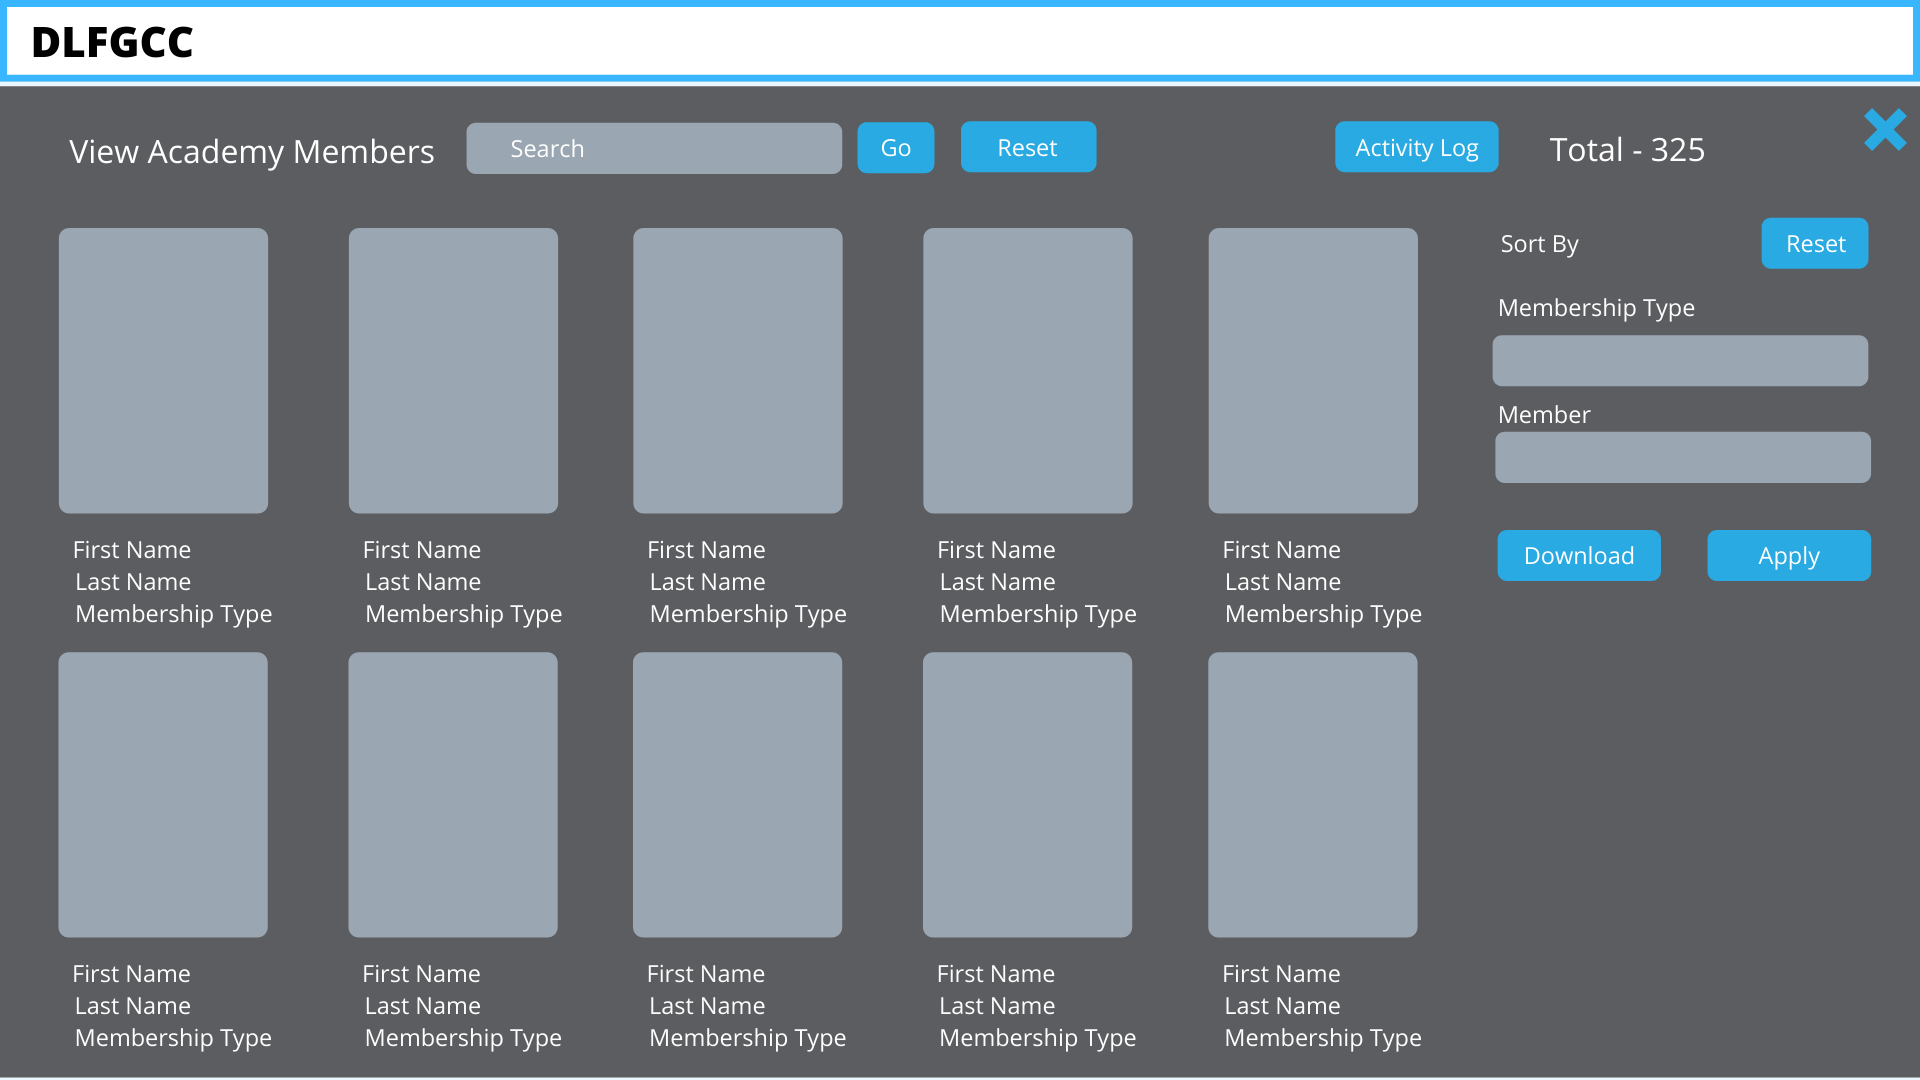 DLFGCC
View Academy Members
Search
Go
Reset
Activity Log
Total - 325
Sort By
Reset
Membership Type
Member
Download
Apply
First Name
Last Name
Membership Type
First Name
Last Name
Membership Type
First Name
Last Name
Membership Type
First Name
Last Name
Membership Type
First Name
Last Name
Membership Type
First Name
Last Name
Membership Type
First Name
Last Name
Membership Type
First Name
Last Name
Membership Type
First Name
Last Name
Membership Type
First Name
Last Name
Membership Type